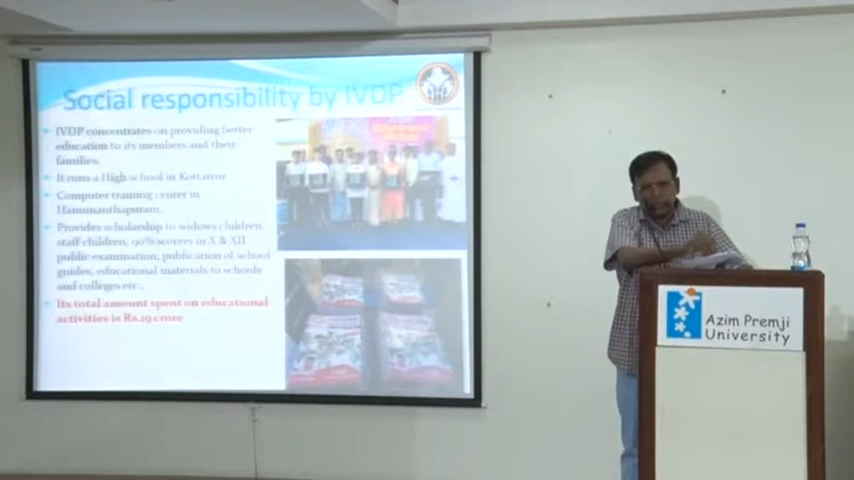 Social responsibility by IVDP
IVDP concentrates on providing better
education to its members and their
families.
It runs a High school in Kottaiyur
Computer training center in
Hanumanthapuram.
Provides scholarship to widows children,
staff children, 90% scorers in X & XII
public examination, publication of school
guides, educational materials to schools
and colleges etc..
Its total amount spent on educational
activities is Rs.19 crore
Azim Premji
University